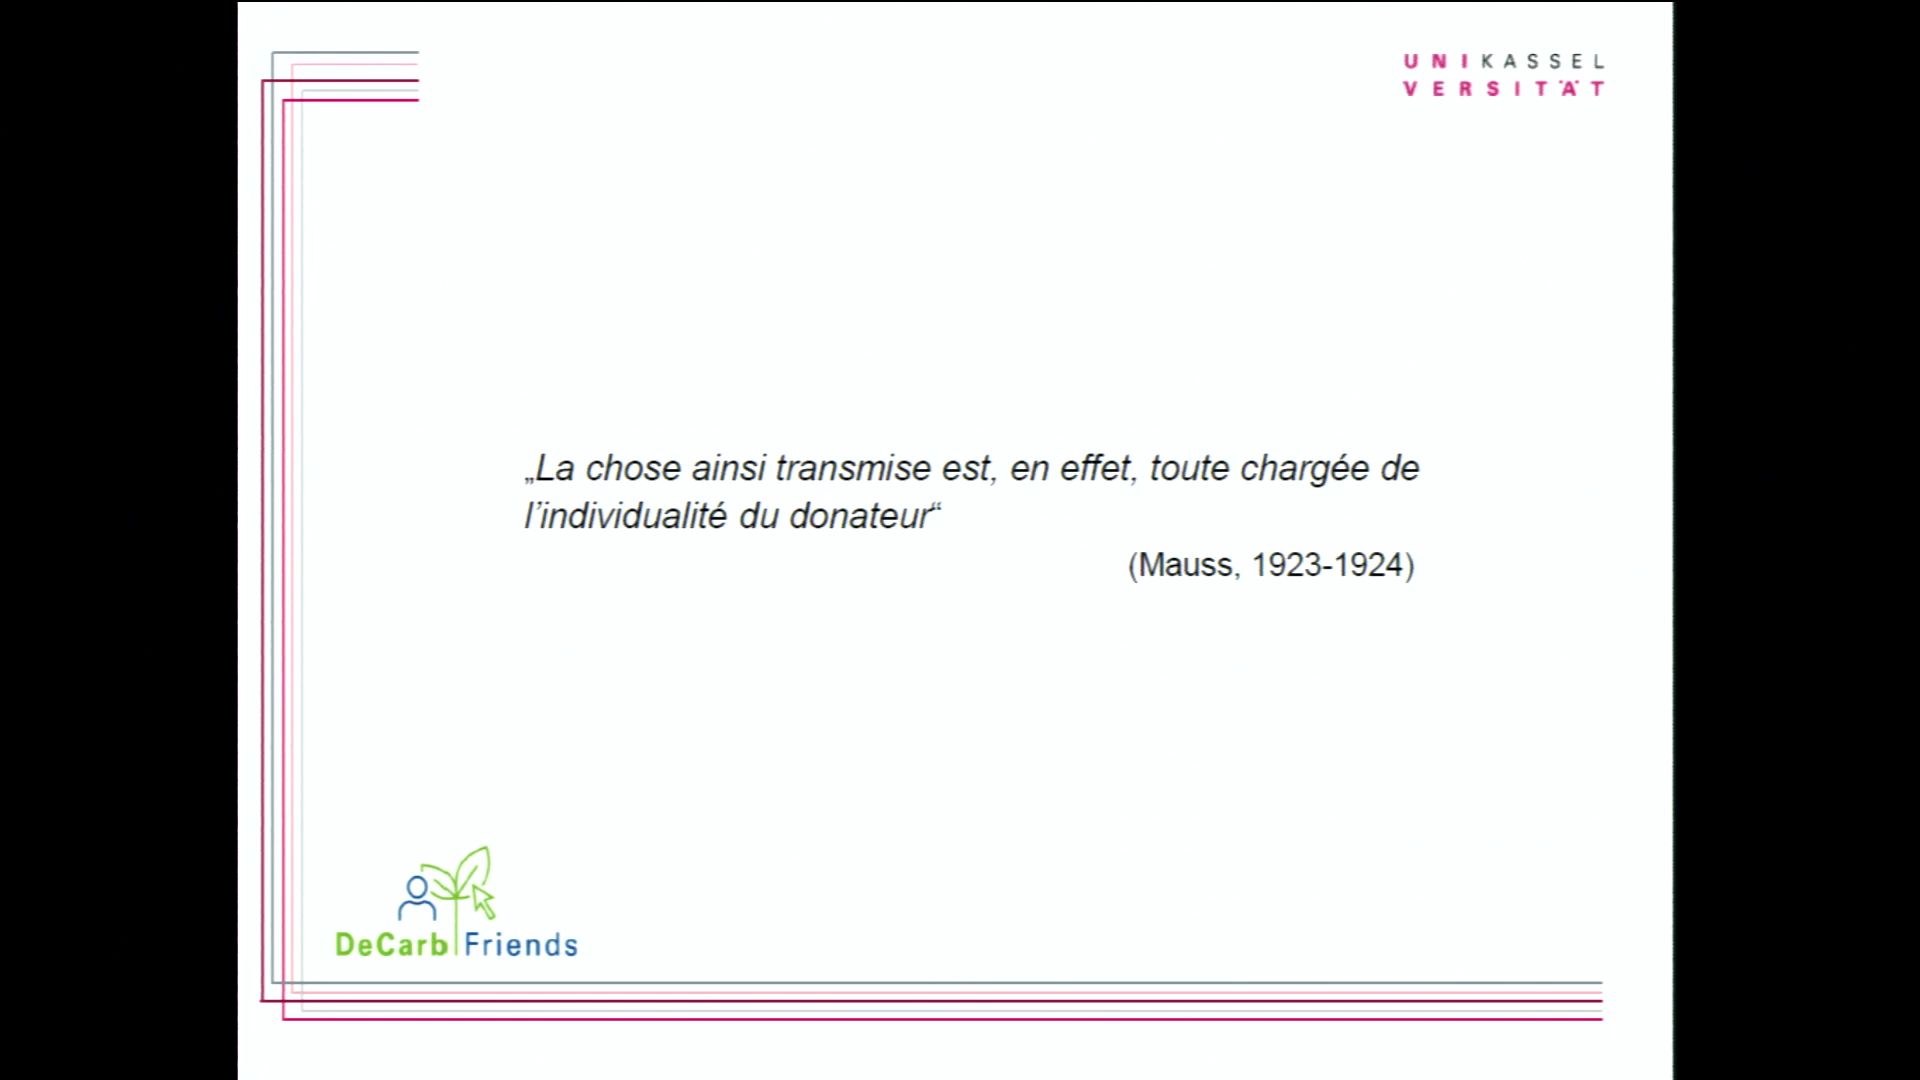 UNIKASSEL
VERSITÄT
„La chose ainsi transmise est, en effet, toute chargée de
l’individualité du donateur“
(Mauss, 1923-1924)
DeCarb Friends